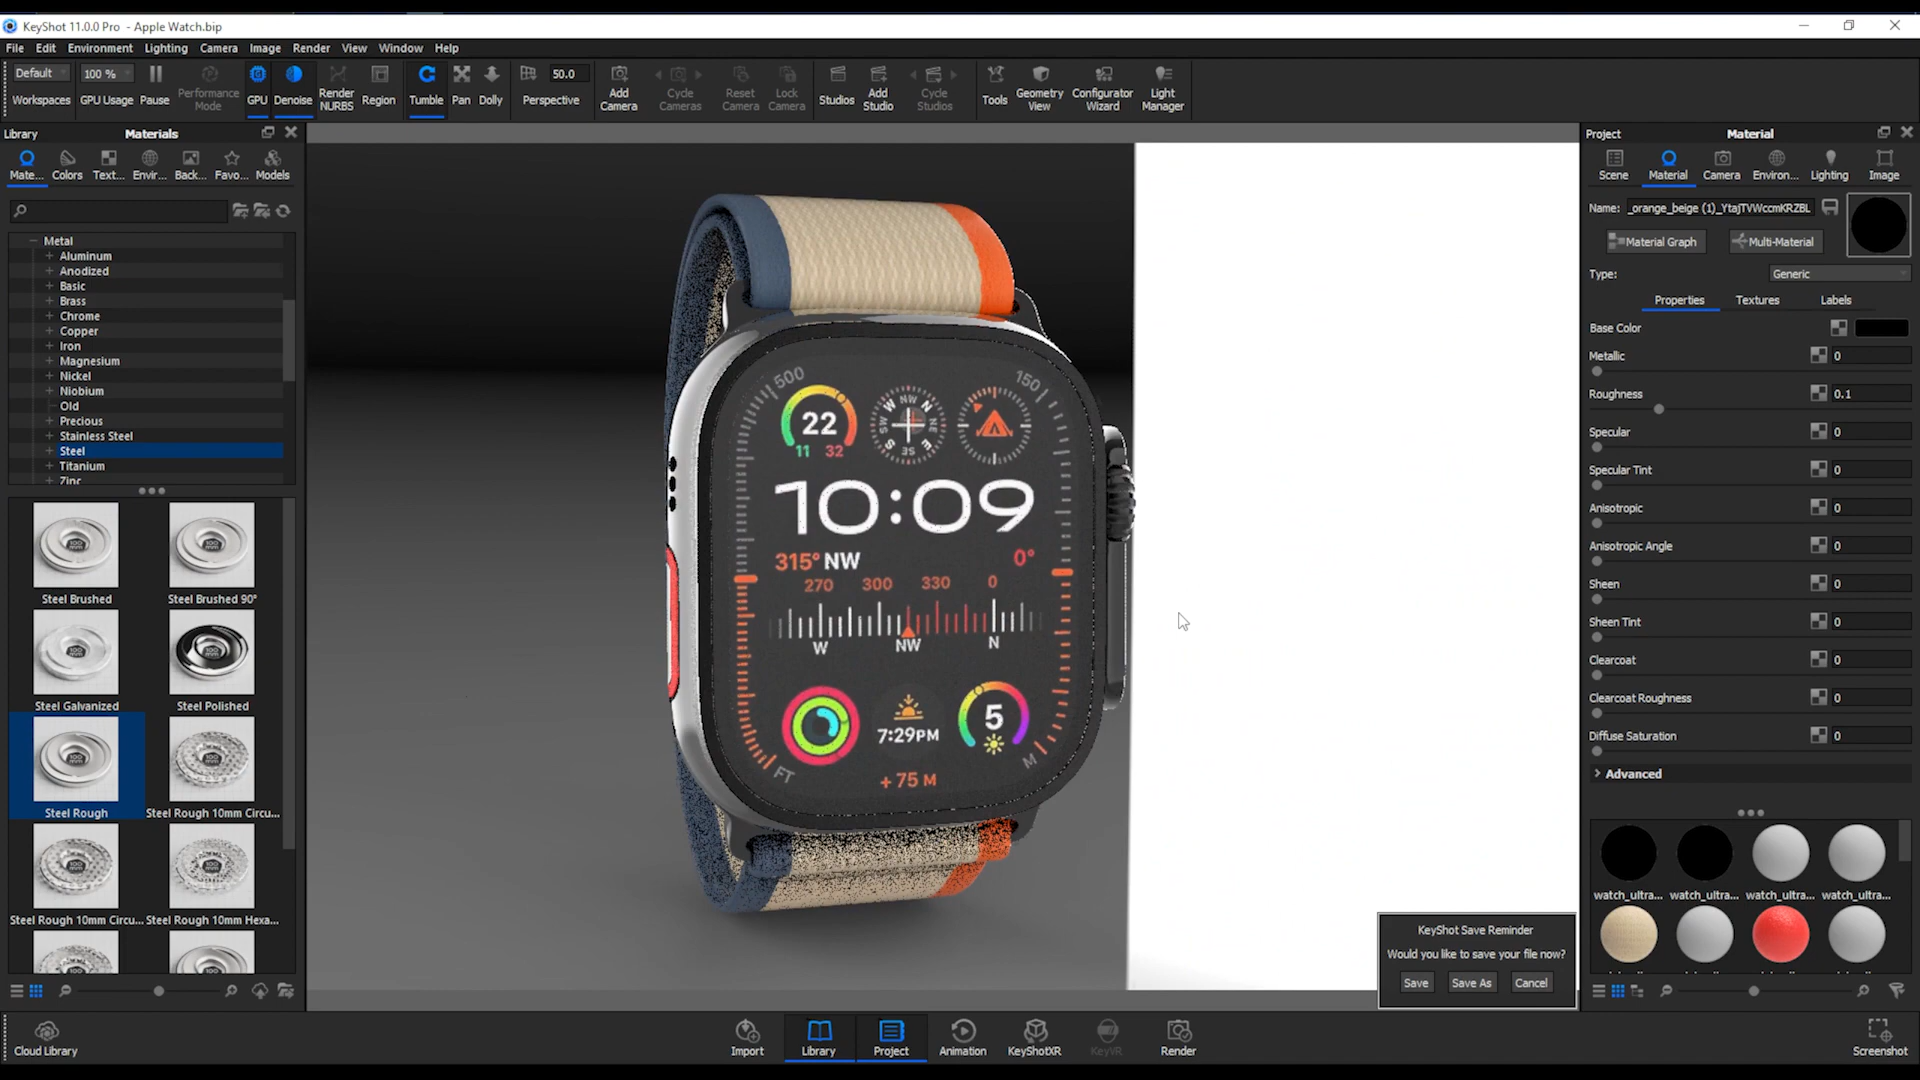 KeyShot 11.0.0 Pro - Apple Watch.bip
File Edit Environment Lighting Camera Image Render View Window Help
Default
Workspaces
100 %
GPU Usage
Pause
Performance
Mode
GPU
Denoise
Render
NURBS
Region
Tumble
Pan
Dolly
50.0
Perspective
Add
Camera
Cycle
Cameras
Reset
Camera
Lock
Camera
Studios
Add
Studio
Cycle
Studios
Tools
Geometry
View
Configurator
Wizard
Light
Manager
Library
Materials
Mate... Colors Text... Envir... Back... Favo... Models
Metal
Aluminum
Anodized
Basic
Brass
Chrome
Copper
Iron
Magnesium
Nickel
Niobium
Old
Precious
Stainless Steel
Steel
Titanium
Zinc
Steel Brushed
Steel Brushed 90°
Steel Galvanized
Steel Polished
Steel Rough
Steel Rough 10mm Circu...
Steel Rough 10mm Circu...
Steel Rough 10mm Hexa...
500
150
22
11 32
NW
N
NE
E
SE
S
SW
W
10:09
315° NW
0°
270 300 330 0
W NW N
7:29PM
5
FT
+75 M
M
Project
Material
Scene Material Camera Environ... Lighting Image
Name: _orange_beige (1)_YtajTVWccmKRZBL
Material Graph
Multi-Material
Type: Generic
Properties Textures Labels
Base Color
Metallic 0
Roughness 0.1
Specular 0
Specular Tint 0
Anisotropic 0
Anisotropic Angle 0
Sheen 0
Sheen Tint 0
Clearcoat 0
Clearcoat Roughness 0
Diffuse Saturation 0
Advanced
watch_ultra... watch_ultra... watch_ultra... watch_ultra...
KeyShot Save Reminder
Would you like to save your file now?
Save Save As Cancel
Cloud Library
Import
Library
Project
Animation
KeyShotXR
KeyVR
Render
Screenshot